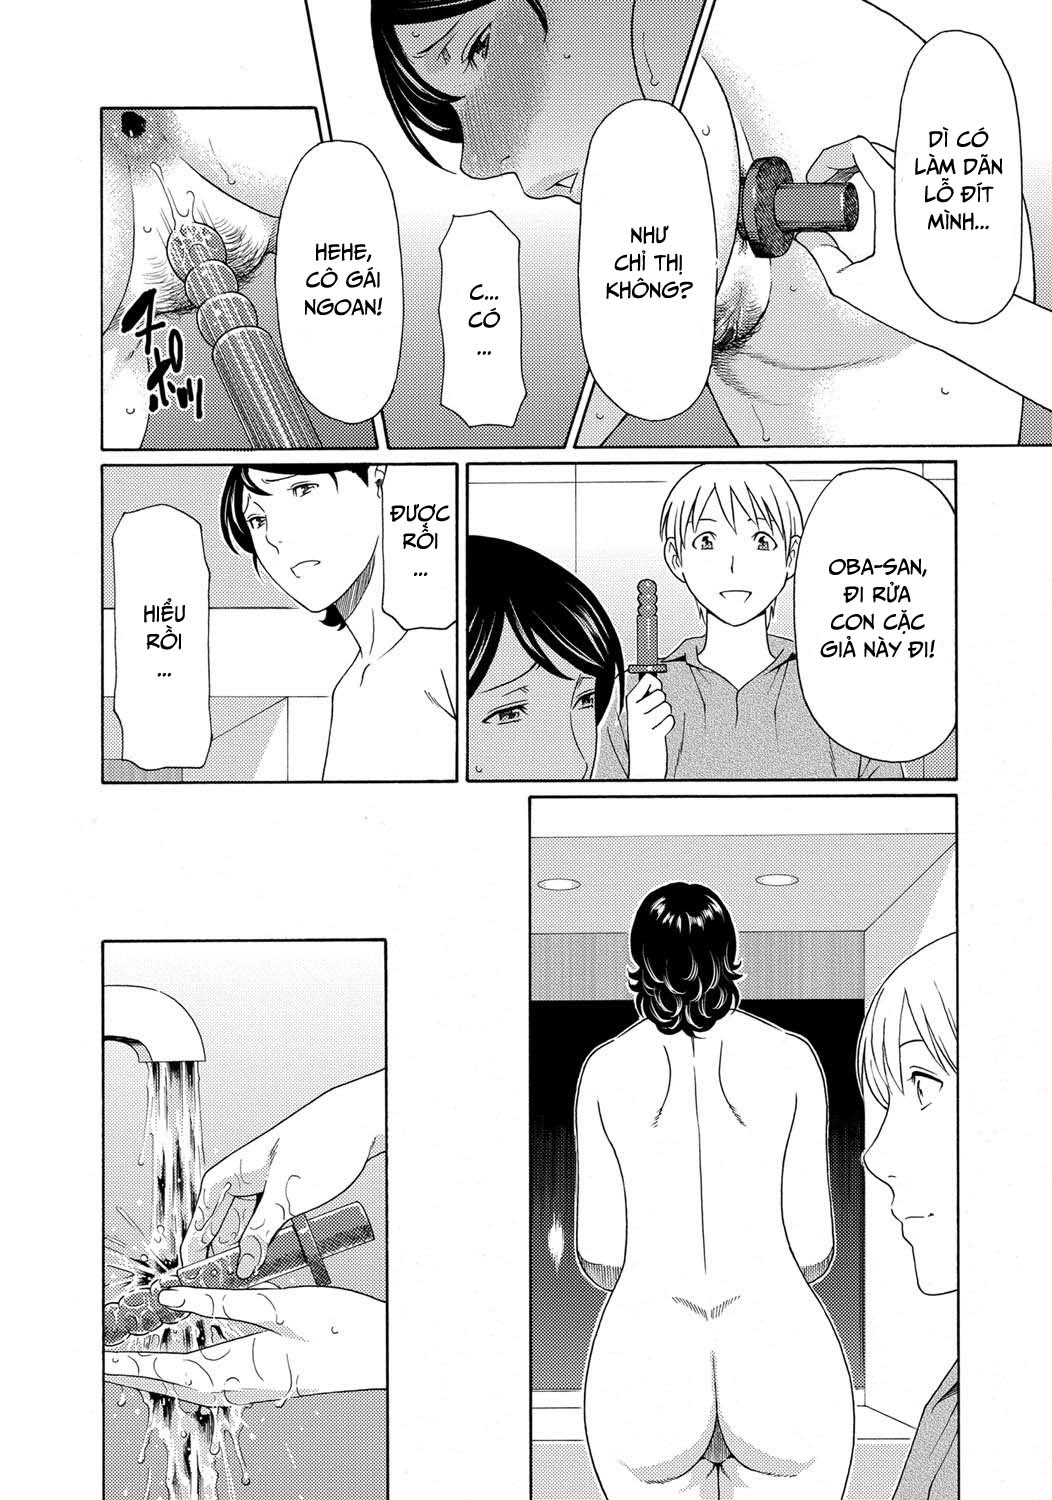 DÌ CÓ
LÀM DÃN
LỖ ĐÍT
MÌNH...
NHƯ
CHỈ THỊ
KHÔNG?
C...
CÓ
...
HEHE,
CÔ GÁI
NGOAN!
OBA-SAN,
ĐI RỬA
CON CẶC
GIẢ NÀY ĐI!
ĐƯỢC
RỒI
...
HIỂU
RỒI
...